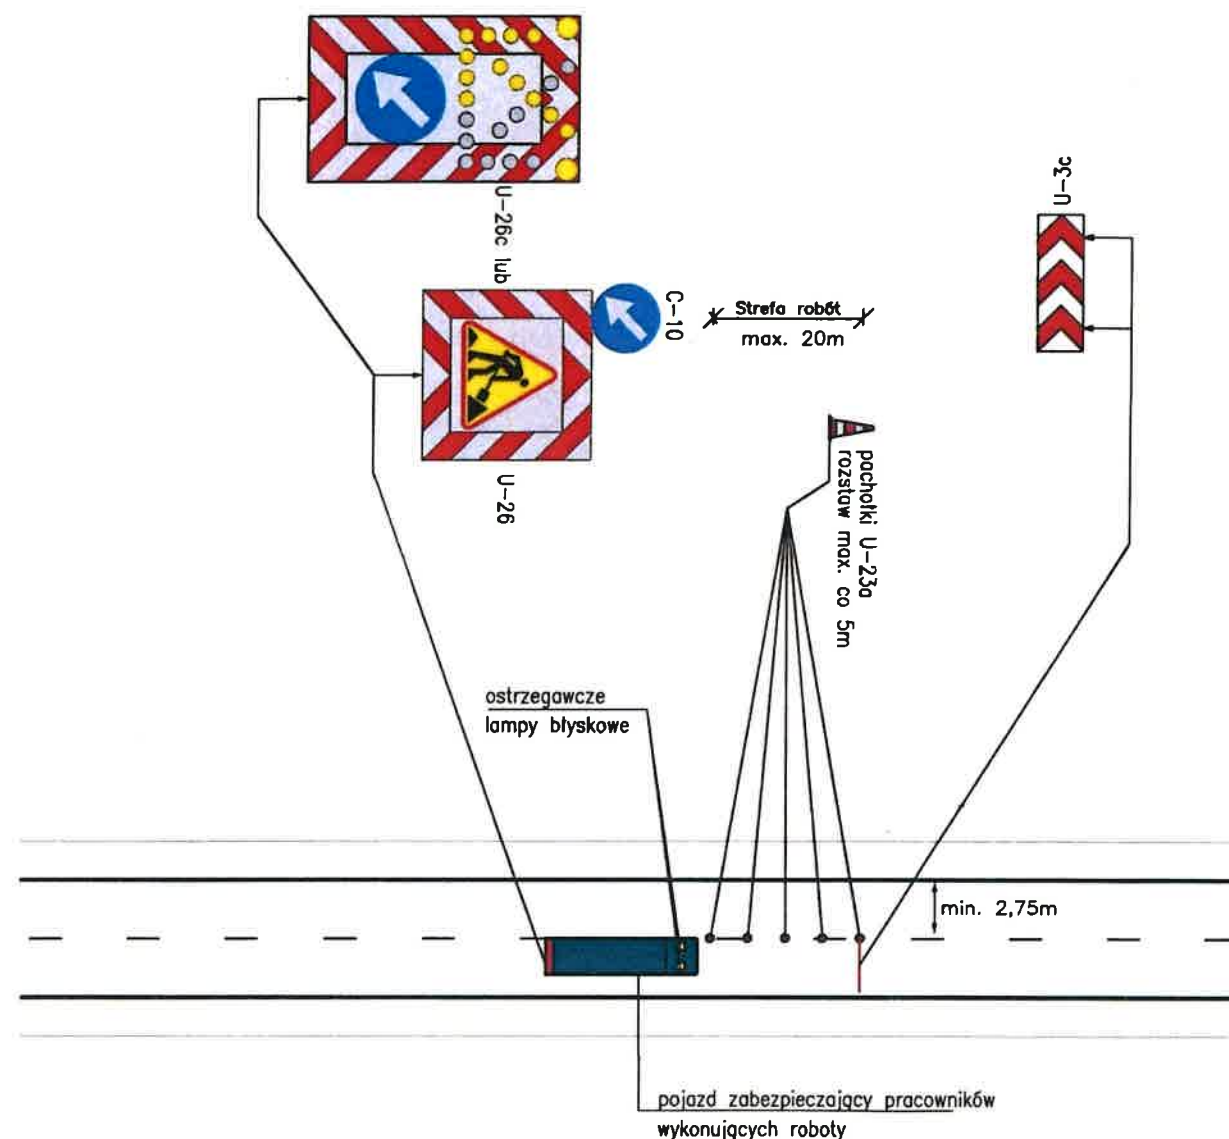 U-26c lub
U-3c
C-10
Strefa robót
max. 20m
U-26
pachołki U-23a
rozstaw max. co 5m
ostrzegawcze
lampy błyskowe
min. 2,75m
pojazd zabezpieczający pracowników
wykonujących roboty